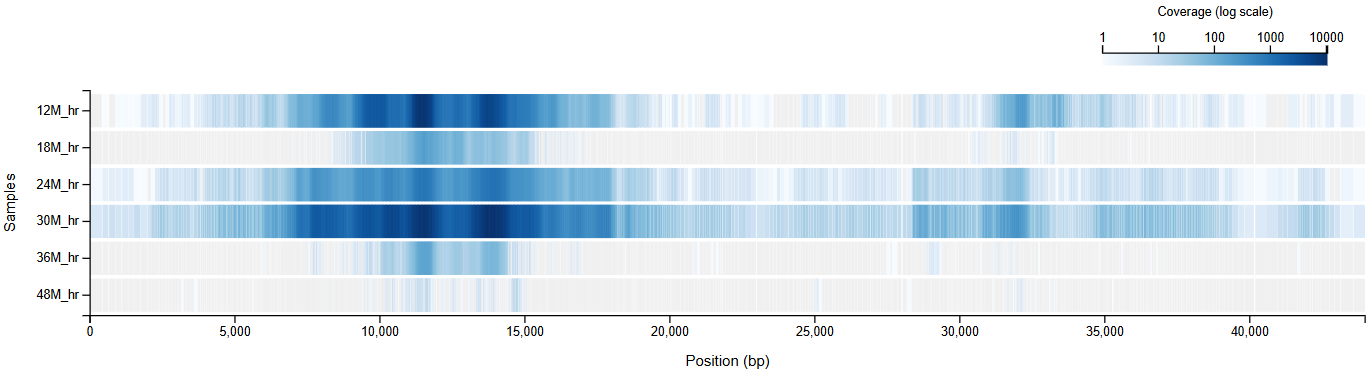 Coverage (log scale)
1 10 100 1000 10000
12M_hr
18M_hr
24M_hr
30M_hr
36M_hr
48M_hr
Samples
0 5,000 10,000 15,000 20,000 25,000 30,000 35,000 40,000
Position (bp)